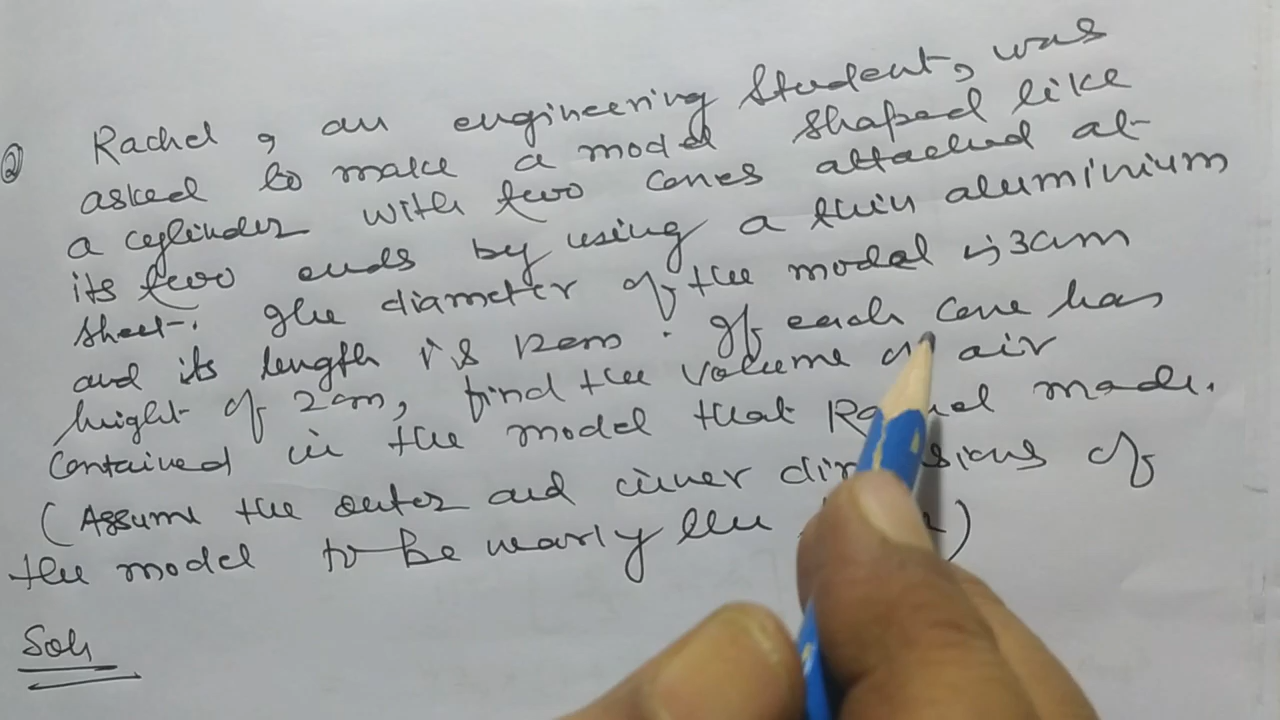 Q Rachel, an engineering student, was
asked to make a model shaped like
a cylinder with two cones attached at
its two ends by using a thin aluminium
sheet. The diameter of the model is 3cm
and its length is 12cm. If each cone has
height of 2cm, find the volume of air
contained in the model that Rachel made.
(Assume the outer and inner dimensions of
the model to be nearly the)
Soln